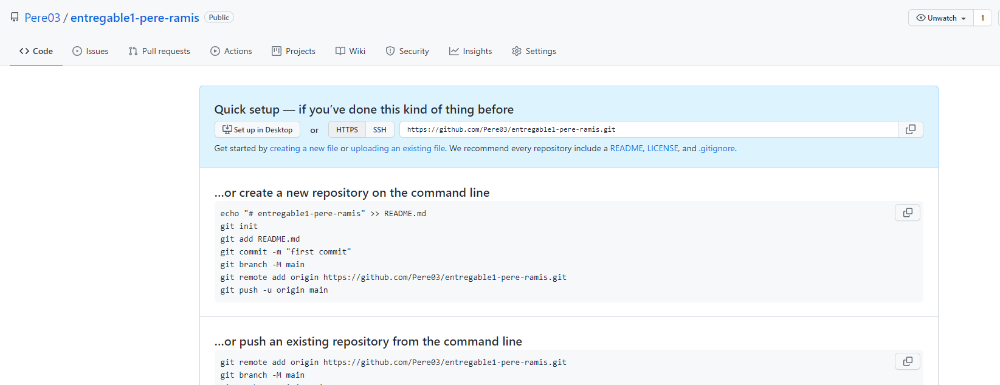 Pere03 / entregable1-pere-ramis Public
Unwatch 1
Code Issues Pull requests Actions Projects Wiki Security Insights Settings
Quick setup — if you’ve done this kind of thing before
Set up in Desktop or HTTPS SSH https://github.com/Pere03/entregable1-pere-ramis.git
Get started by creating a new file or uploading an existing file. We recommend every repository include a README, LICENSE, and .gitignore.
…or create a new repository on the command line
echo "# entregable1-pere-ramis" >> README.md
git init
git add README.md
git commit -m "first commit"
git branch -M main
git remote add origin https://github.com/Pere03/entregable1-pere-ramis.git
git push -u origin main
…or push an existing repository from the command line
git remote add origin https://github.com/Pere03/entregable1-pere-ramis.git
git branch -M main